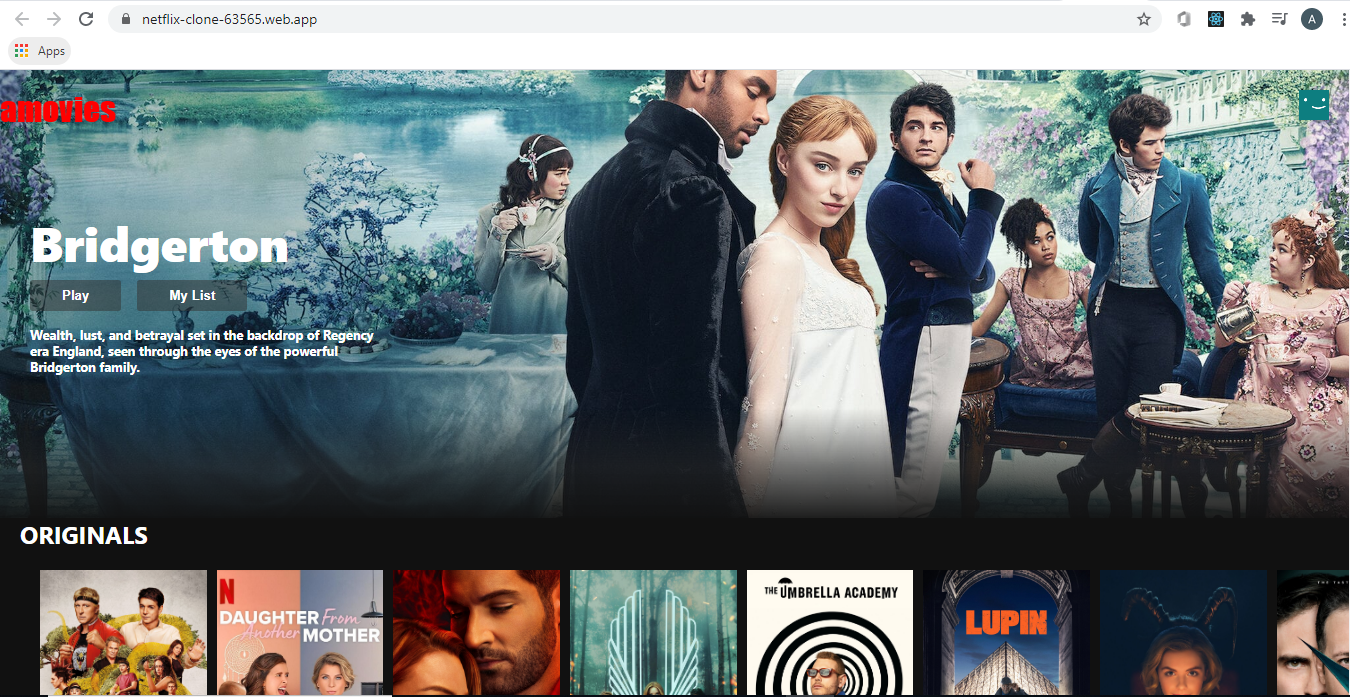 netflix-clone-63565.web.app
A
Apps
amovies
Bridgerton
Play
My List
Wealth, lust, and betrayal set in the backdrop of Regency
era England, seen through the eyes of the powerful
Bridgerton family.
ORIGINALS
N
DAUGHTER From
Another MOTHER
THE UMBRELLA ACADEMY
LUPIN